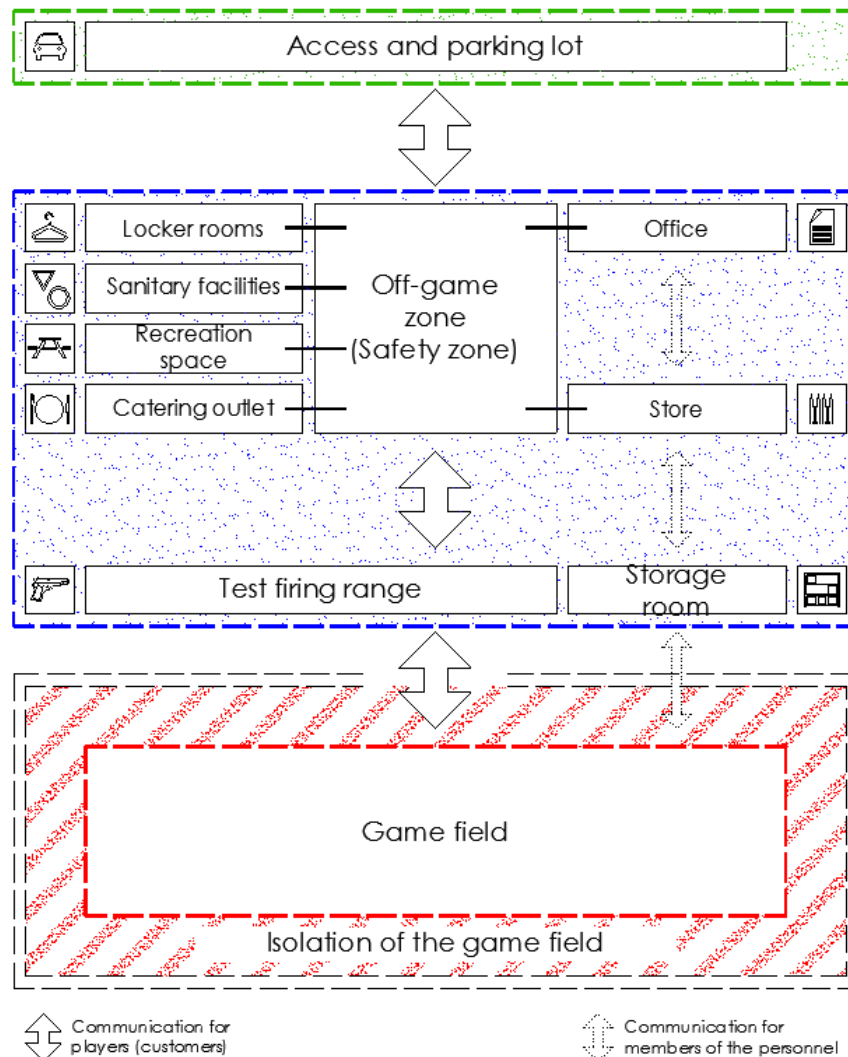 Access and parking lot
Locker rooms
Office
Sanitary facilities
Off-game
zone
(Safety zone)
Recreation
space
Catering outlet
Store
Test firing range
Storage
room
Game field
Isolation of the game field
Communication for
players (customers)
Communication for
members of the personnel